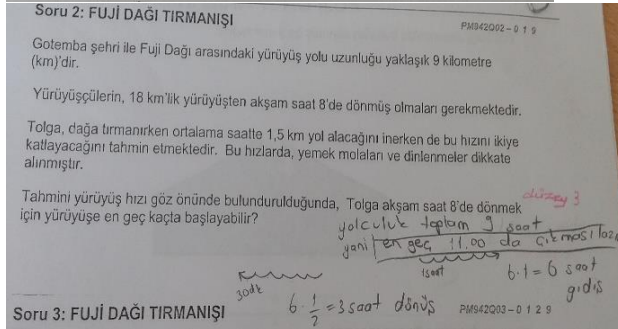 Soru 2: FUJİ DAĞI TIRMANIŞI
PM942Q02 - 0 1 9
Gotemba şehri ile Fuji Dağı arasındaki yürüyüş yolu uzunluğu yaklaşık 9 kilometre
(km)'dir.
Yürüyüşçülerin, 18 km'lik yürüyüşten akşam saat 8'de dönmüş olmaları gerekmektedir.
Tolga, dağa tırmanırken ortalama saatte 1,5 km yol alacağını inerken de bu hızını ikiye
katlayacağını tahmin etmektedir. Bu hızlarda, yemek molaları ve dinlenmeler dikkate
alınmıştır.
düzey 3
Tahmini yürüyüş hızı göz önünde bulundurulduğunda, Tolga akşam saat 8'de dönmek
için yürüyüşe en geç kaçta başlayabilir?
yolculuk toplam 9 saat
yani en geç 11.00 da çıkması lazı
1saat
6.1 = 6 saat
gidiş
30dk
6. 1/2 = 3 saat dönüş
PM942Q03 - 0 1 2 9
Soru 3: FUJİ DAĞI TIRMANIŞI